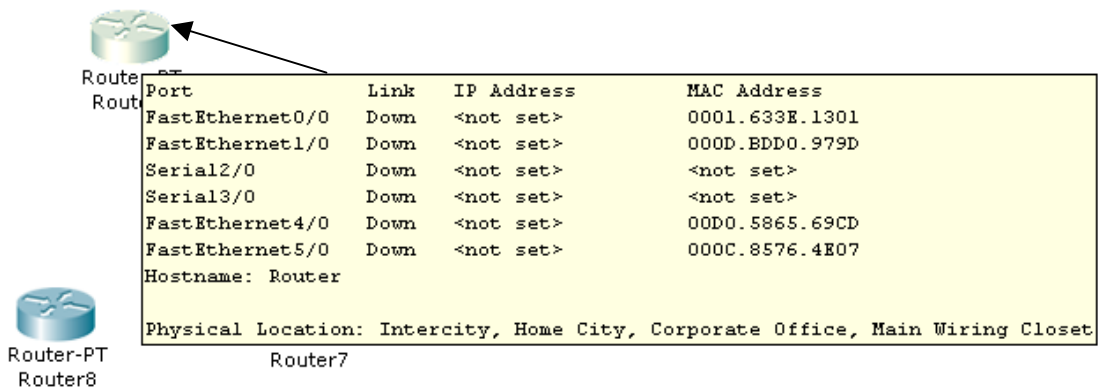 Route
Rout
Port Link IP Address MAC Address
FastEthernet0/0 Down <not set> 0001.633E.1301
FastEthernet1/0 Down <not set> 000D.BDD0.979D
Serial2/0 Down <not set> <not set>
Serial3/0 Down <not set> <not set>
FastEthernet4/0 Down <not set> 00D0.5865.69CD
FastEthernet5/0 Down <not set> 000C.8576.4E07
Hostname: Router
Physical Location: Intercity, Home City, Corporate Office, Main Wiring Closet
Router-PT
Router8
Router7